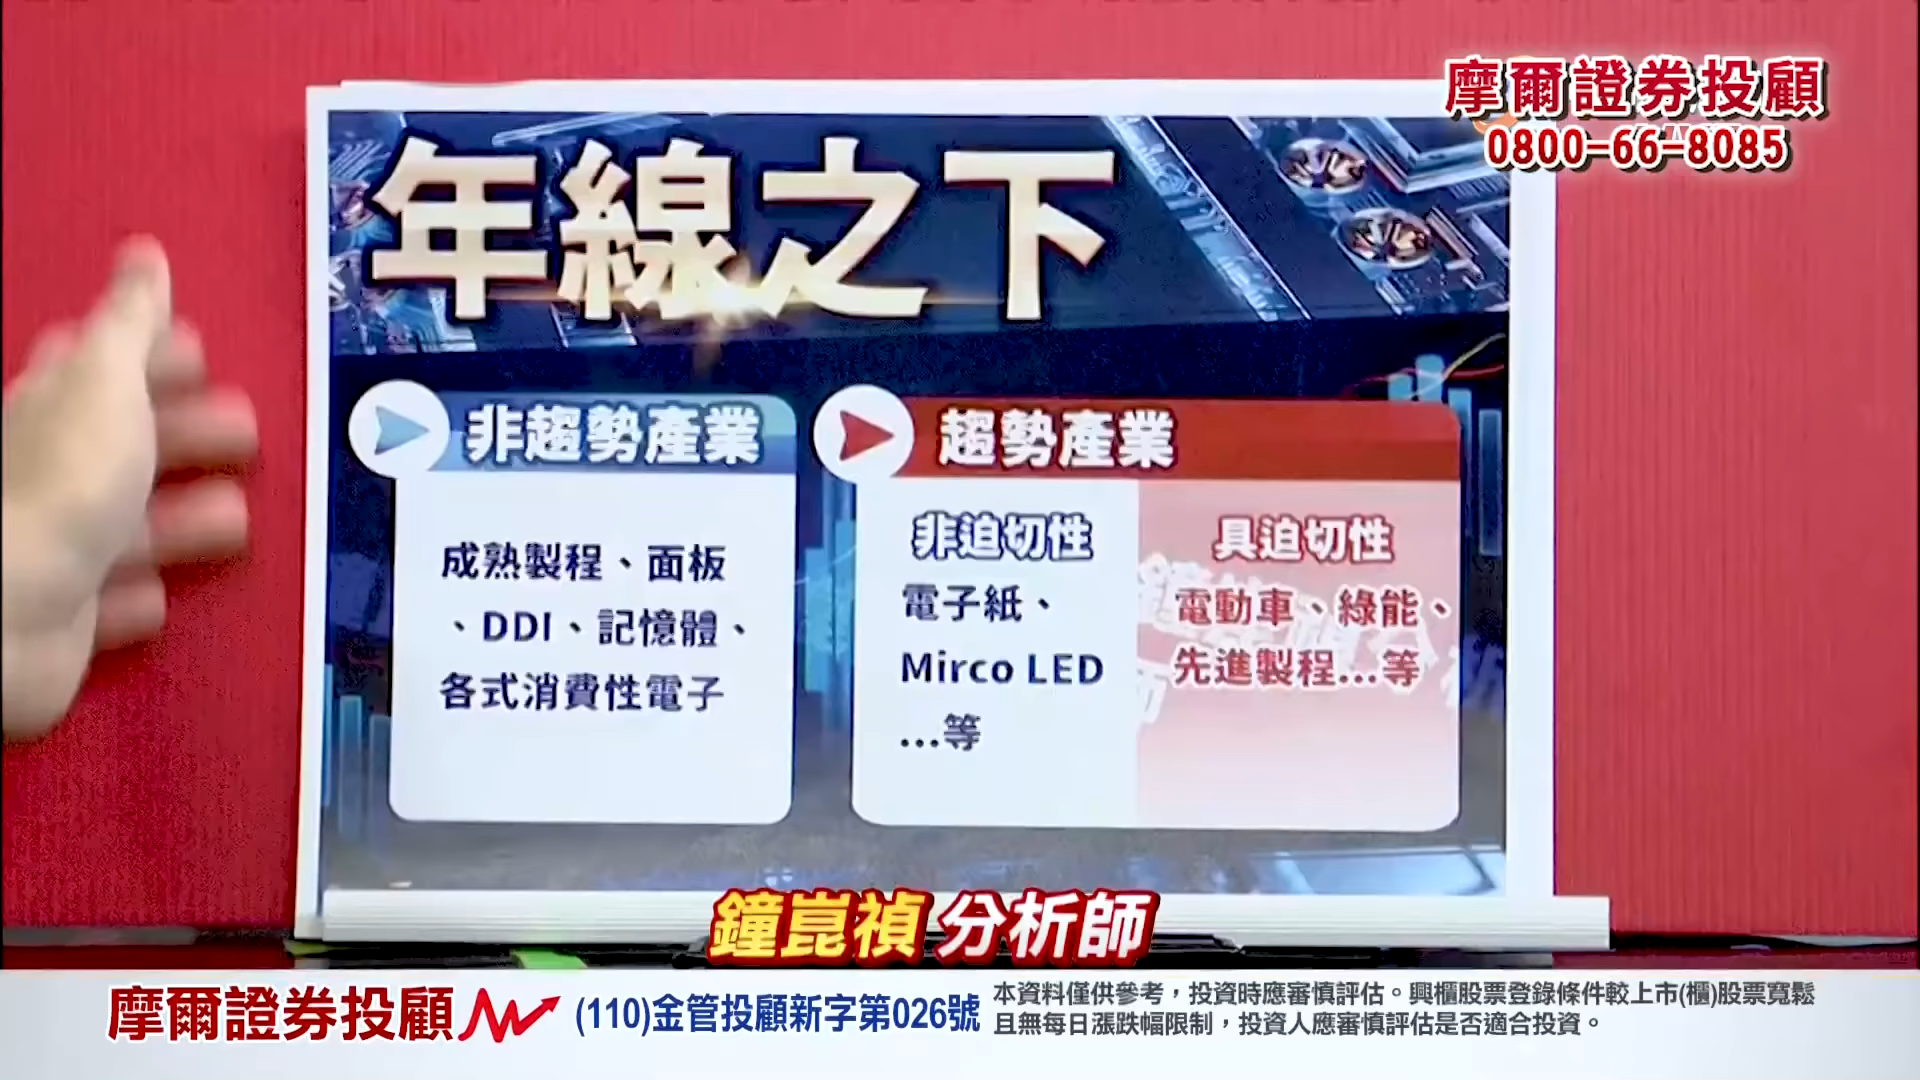 摩爾證券投顧
0800-66-8085
年線之下
非趨勢產業
成熟製程、面板
、DDI、記憶體、
各式消費性電子
趨勢產業
非迫切性
電子紙、
Mirco LED
...等
具迫切性
電動車、綠能、
先進製程...等
鐘崑禎 分析師
摩爾證券投顧
(110)金管投顧新字第026號
本資料僅供參考，投資時應審慎評估。興櫃股票登錄條件較上市(櫃)股票寬鬆
且無每日漲跌幅限制，投資人應審慎評估是否適合投資。